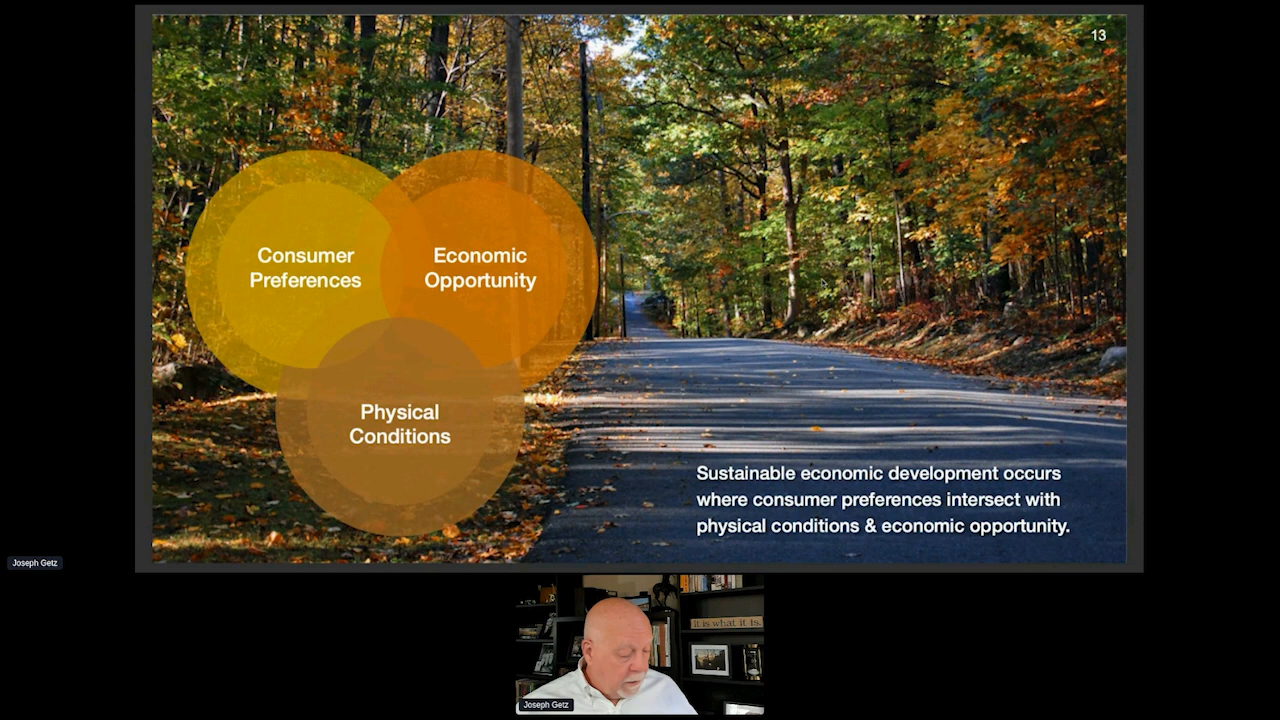 13
Consumer
Preferences
Economic
Opportunity
Physical
Conditions
Sustainable economic development occurs
where consumer preferences intersect with
physical conditions & economic opportunity.
Joseph Getz
it is what it is.
Joseph Getz